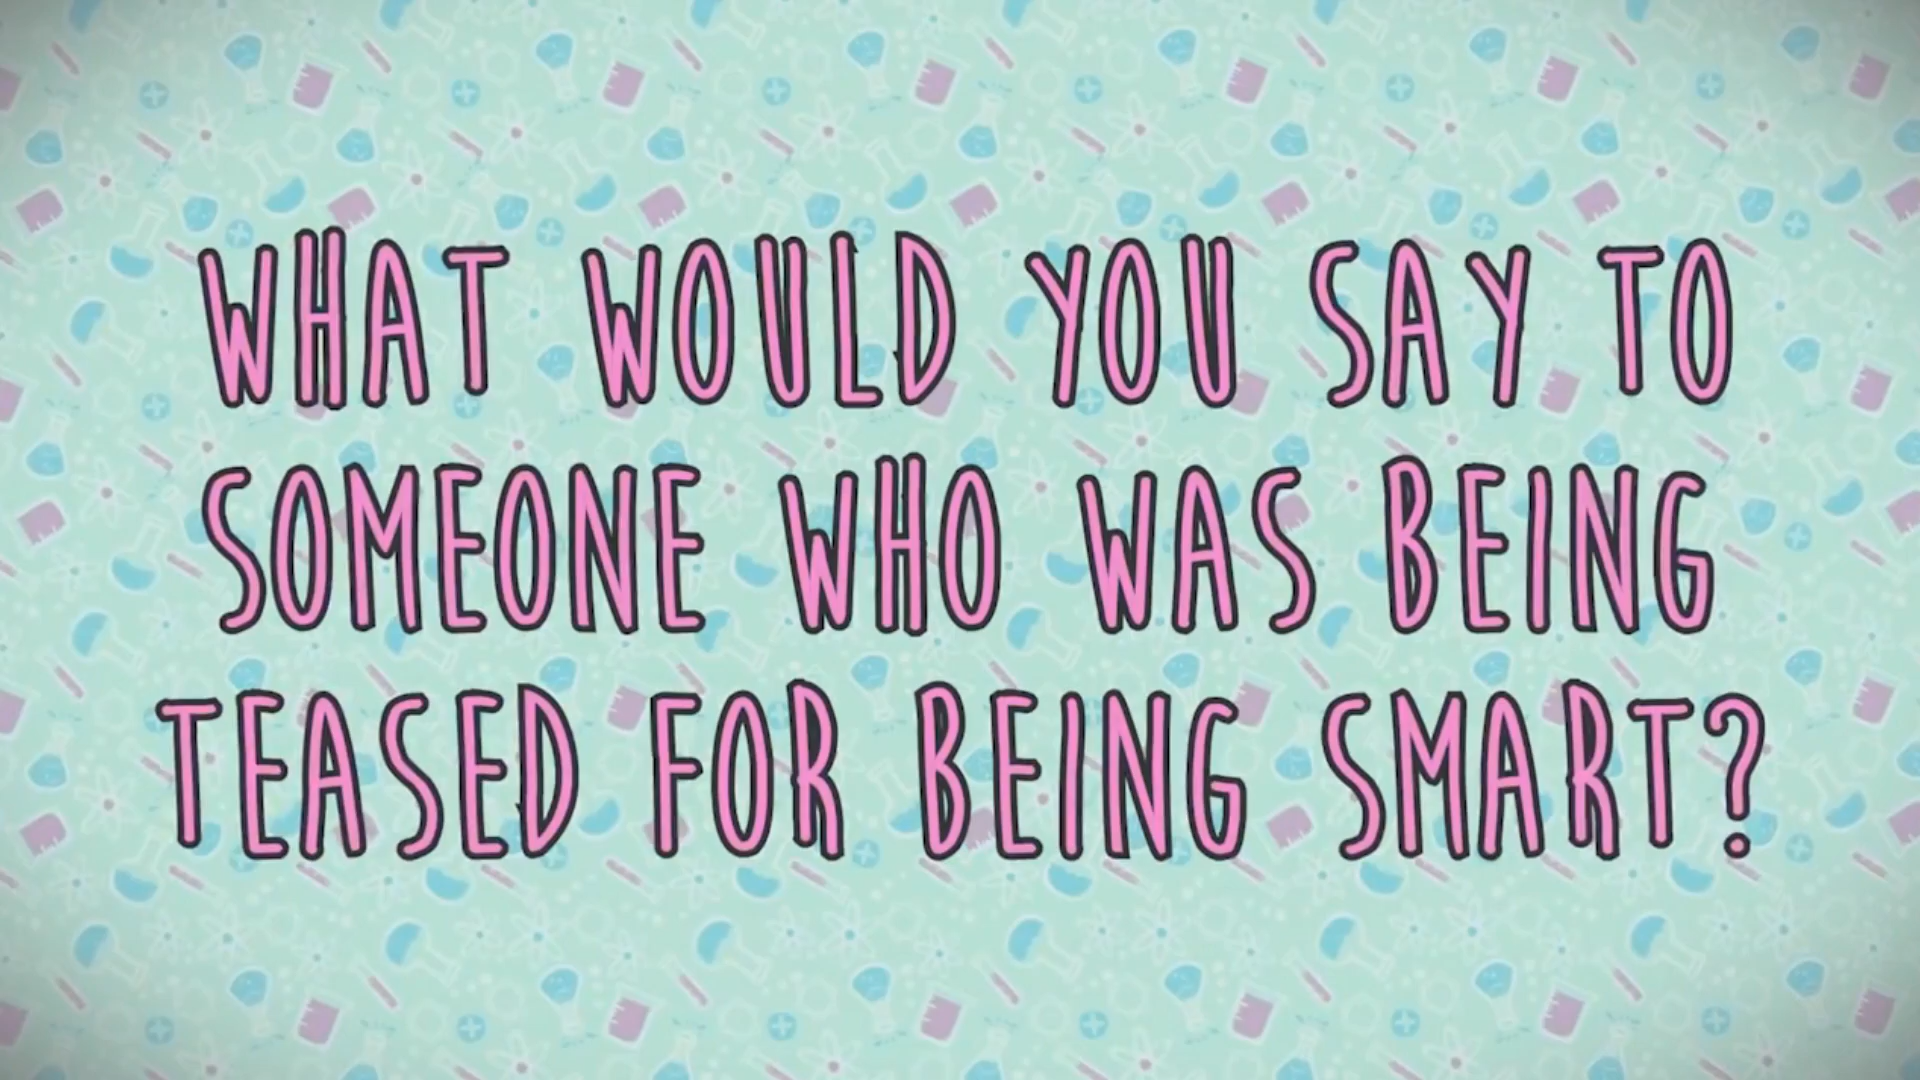 WHAT WOULD YOU SAY TO
SOMEONE WHO WAS BEING
TEASED FOR BEING SMART?